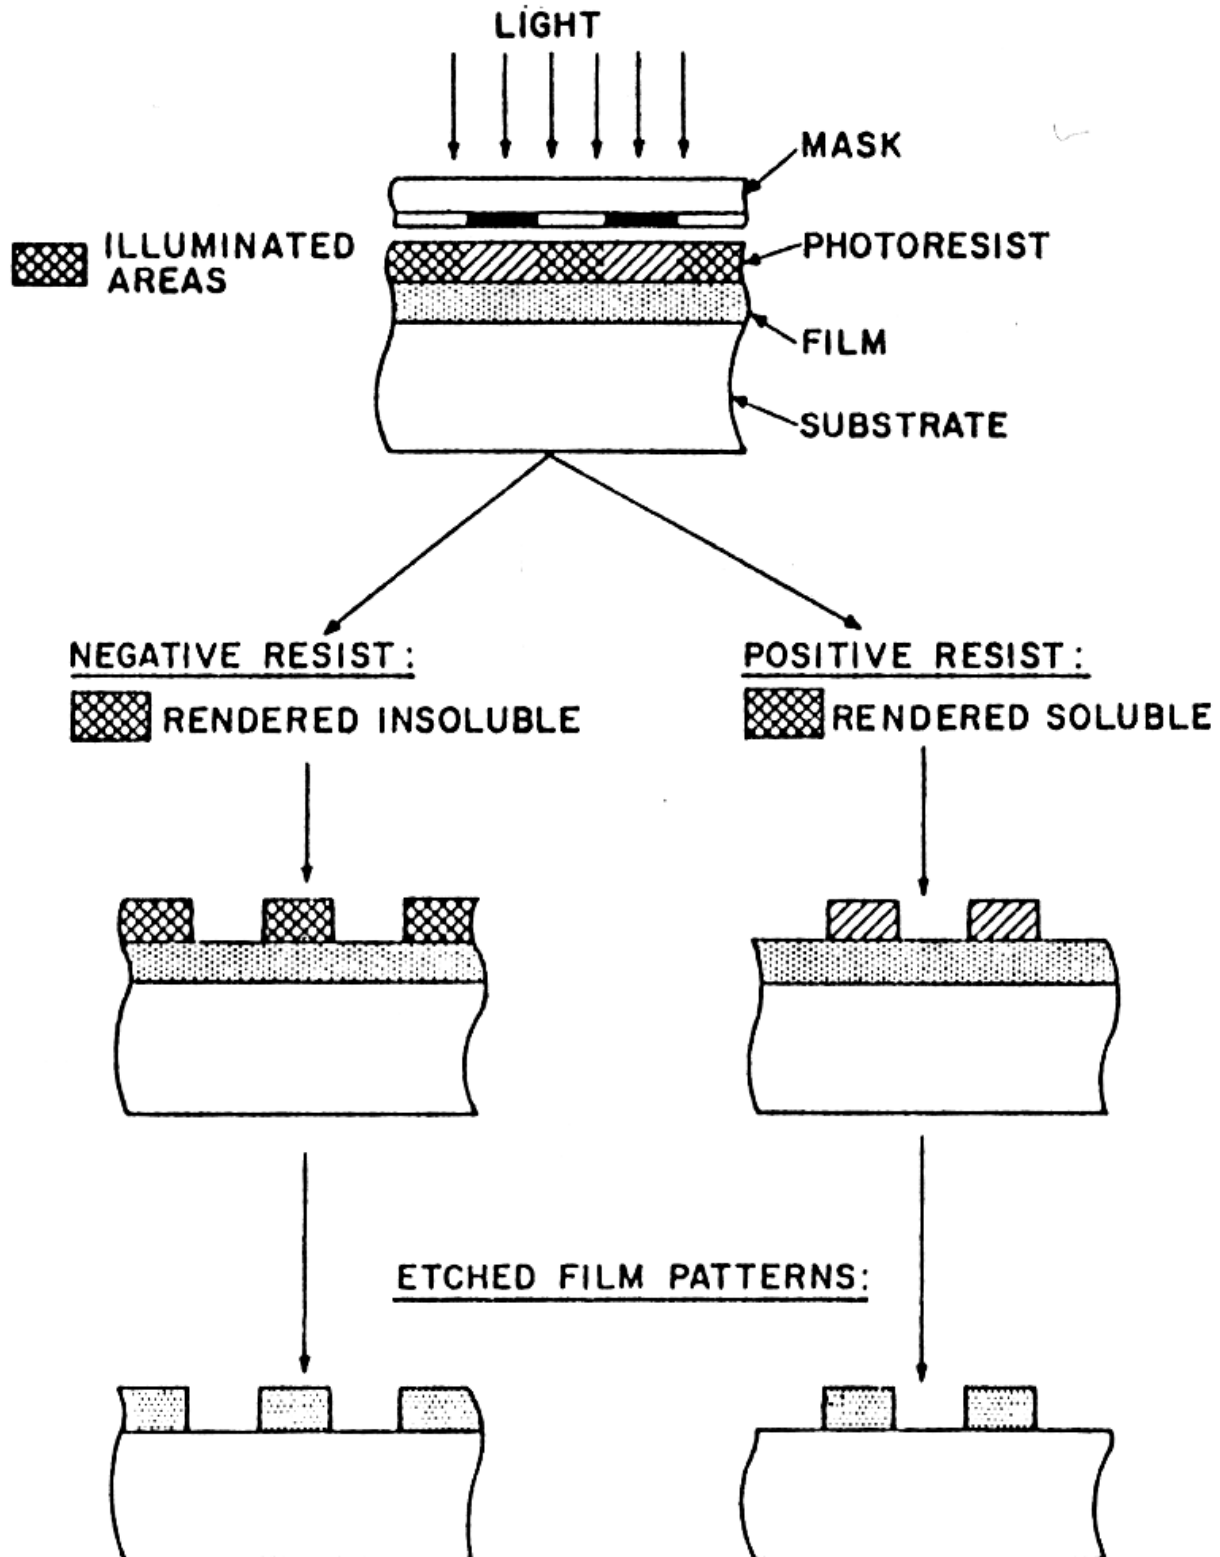 LIGHT
MASK
ILLUMINATED
AREAS
PHOTORESIST
FILM
SUBSTRATE
NEGATIVE RESIST:
RENDERED INSOLUBLE
POSITIVE RESIST:
RENDERED SOLUBLE
ETCHED FILM PATTERNS: